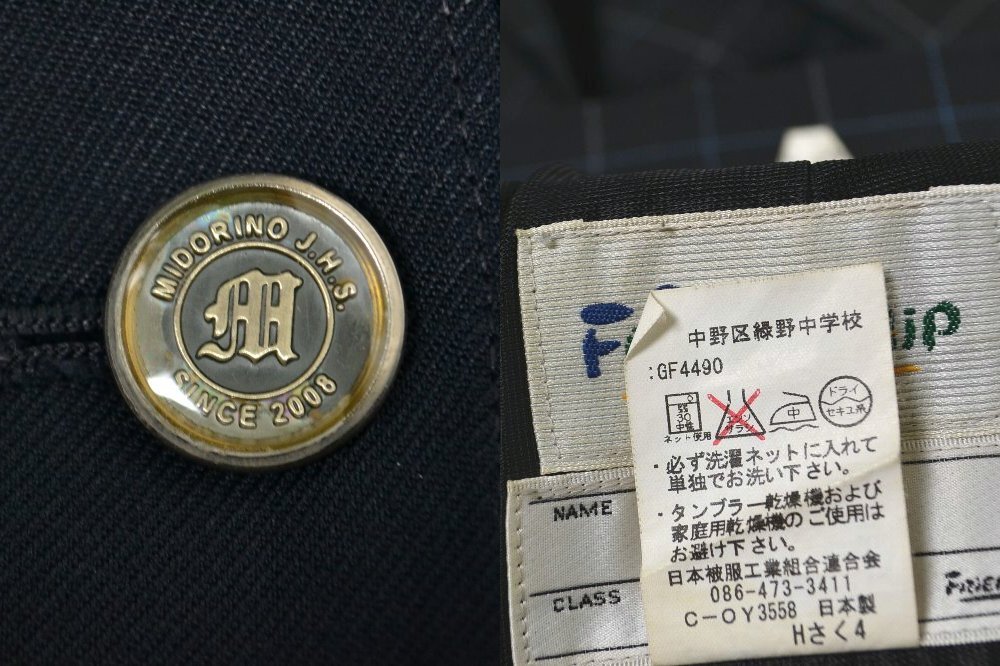 MIDORINO J.H.S.
M
SINCE 2008
中野区緑野中学校
:GF4490
ドライ
セキユ系
30
中性
中
ネット使用
・必ず洗濯ネットに入れて
単独でお洗い下さい。
・タンブラー乾燥機および
家庭用乾燥機のご使用は
お避け下さい。
日本被服工業組合連合会
086-473-3411
C-OY3558 日本製
Hさく4
NAME
CLASS